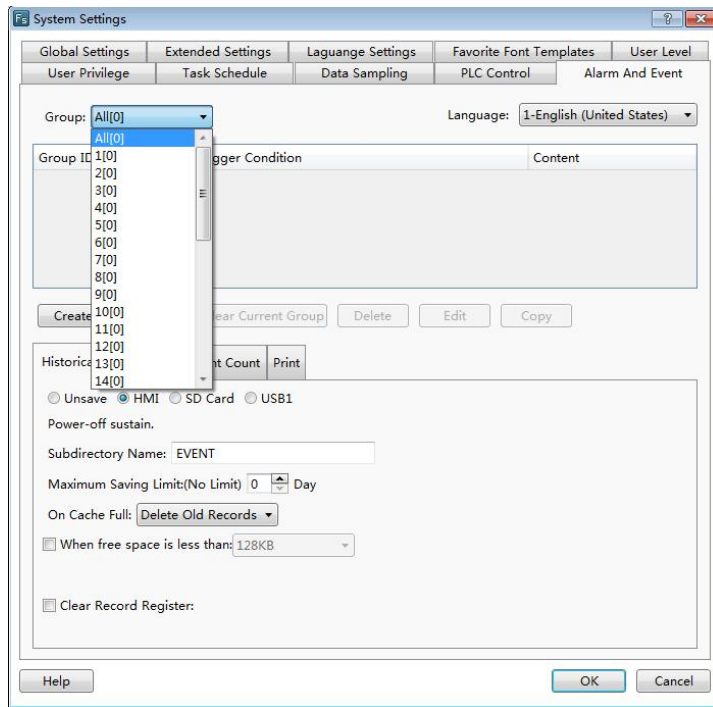 Fs System Settings
Global Settings Extended Settings Laguange Settings Favorite Font Templates User Level
User Privilege Task Schedule Data Sampling PLC Control Alarm And Event
Group: All[0] Language: 1-English (United States)
All[0]
Group ID gger Condition Content
1[0]
2[0]
3[0]
4[0]
5[0]
6[0]
7[0]
8[0]
9[0]
Create 10[0] ear Current Group Delete Edit Copy
11[0]
12[0]
Historica 13[0] nt Count Print
14[0]
Unsave HMI SD Card USB1
Power-off sustain.
Subdirectory Name: EVENT
Maximum Saving Limit:(No Limit) 0 Day
On Cache Full: Delete Old Records
When free space is less than: 128KB
Clear Record Register:
Help OK Cancel